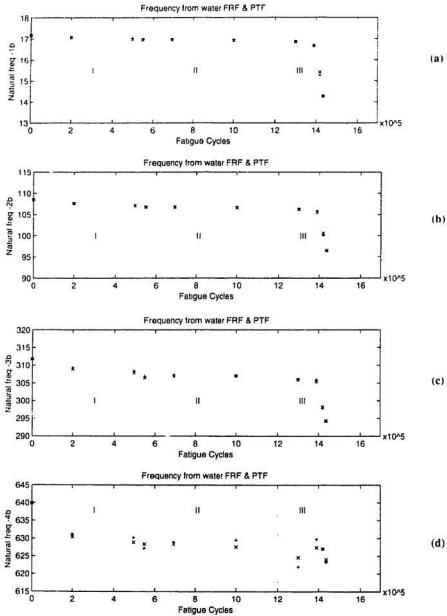 Frequency from water FRF & PTF
18
17
16
15
14
13
Natural freq -1b
I
II
III
(a)
0 2 4 6 8 10 12 14 16
x10^5
Fatigue Cycles
Frequency from water FRF & PTF
115
110
105
100
95
90
Natural freq -2b
I
II
III
(b)
0 2 4 6 8 10 12 14 16
x10^5
Fatigue Cycles
Frequency from water FRF & PTF
320
315
310
305
300
295
290
Natural freq -3b
I
II
III
(c)
0 2 4 6 8 10 12 14 16
x10^5
Fatigue Cycles
Frequency from water FRF & PTF
645
640
635
630
625
620
615
Natural freq.-4b
I
II
III
(d)
0 2 4 6 8 10 12 14 16
x10^5
Fatigue Cycles